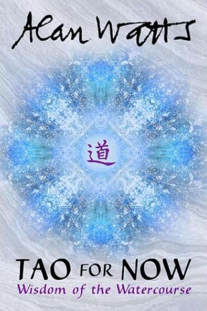 Alan Watts
道
TAO FOR NOW
Wisdom of the Watercourse